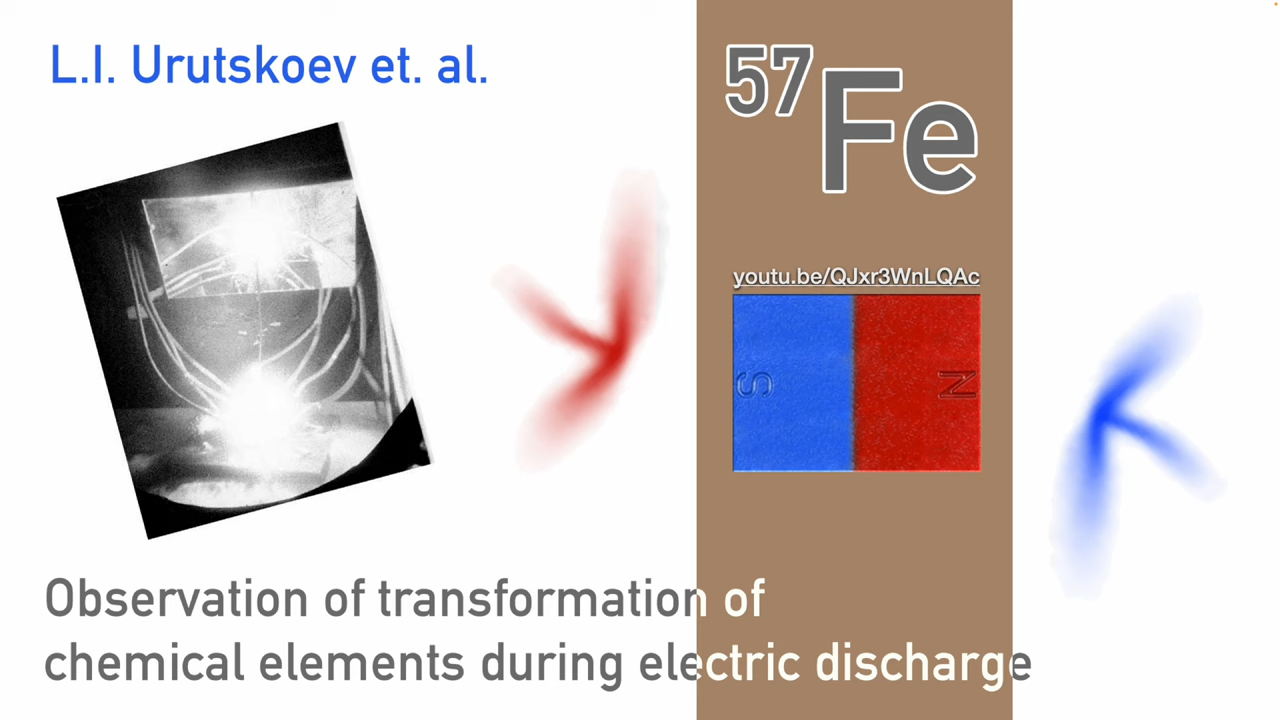 L.I. Urutskoev et. al.
57Fe
youtu.be/QJxr3WnLQAc
S N
Observation of transformation of
chemical elements during electric discharge